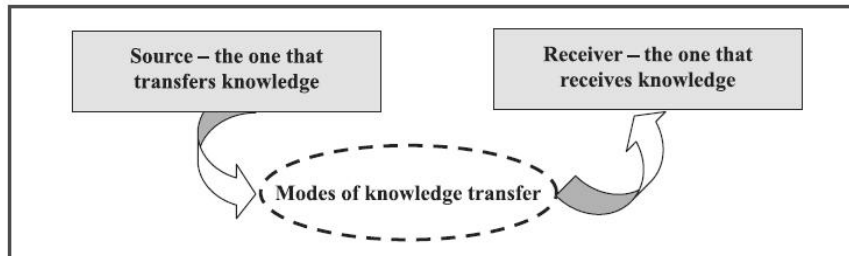 Source – the one that
transfers knowledge
Receiver – the one that
receives knowledge
Modes of knowledge transfer